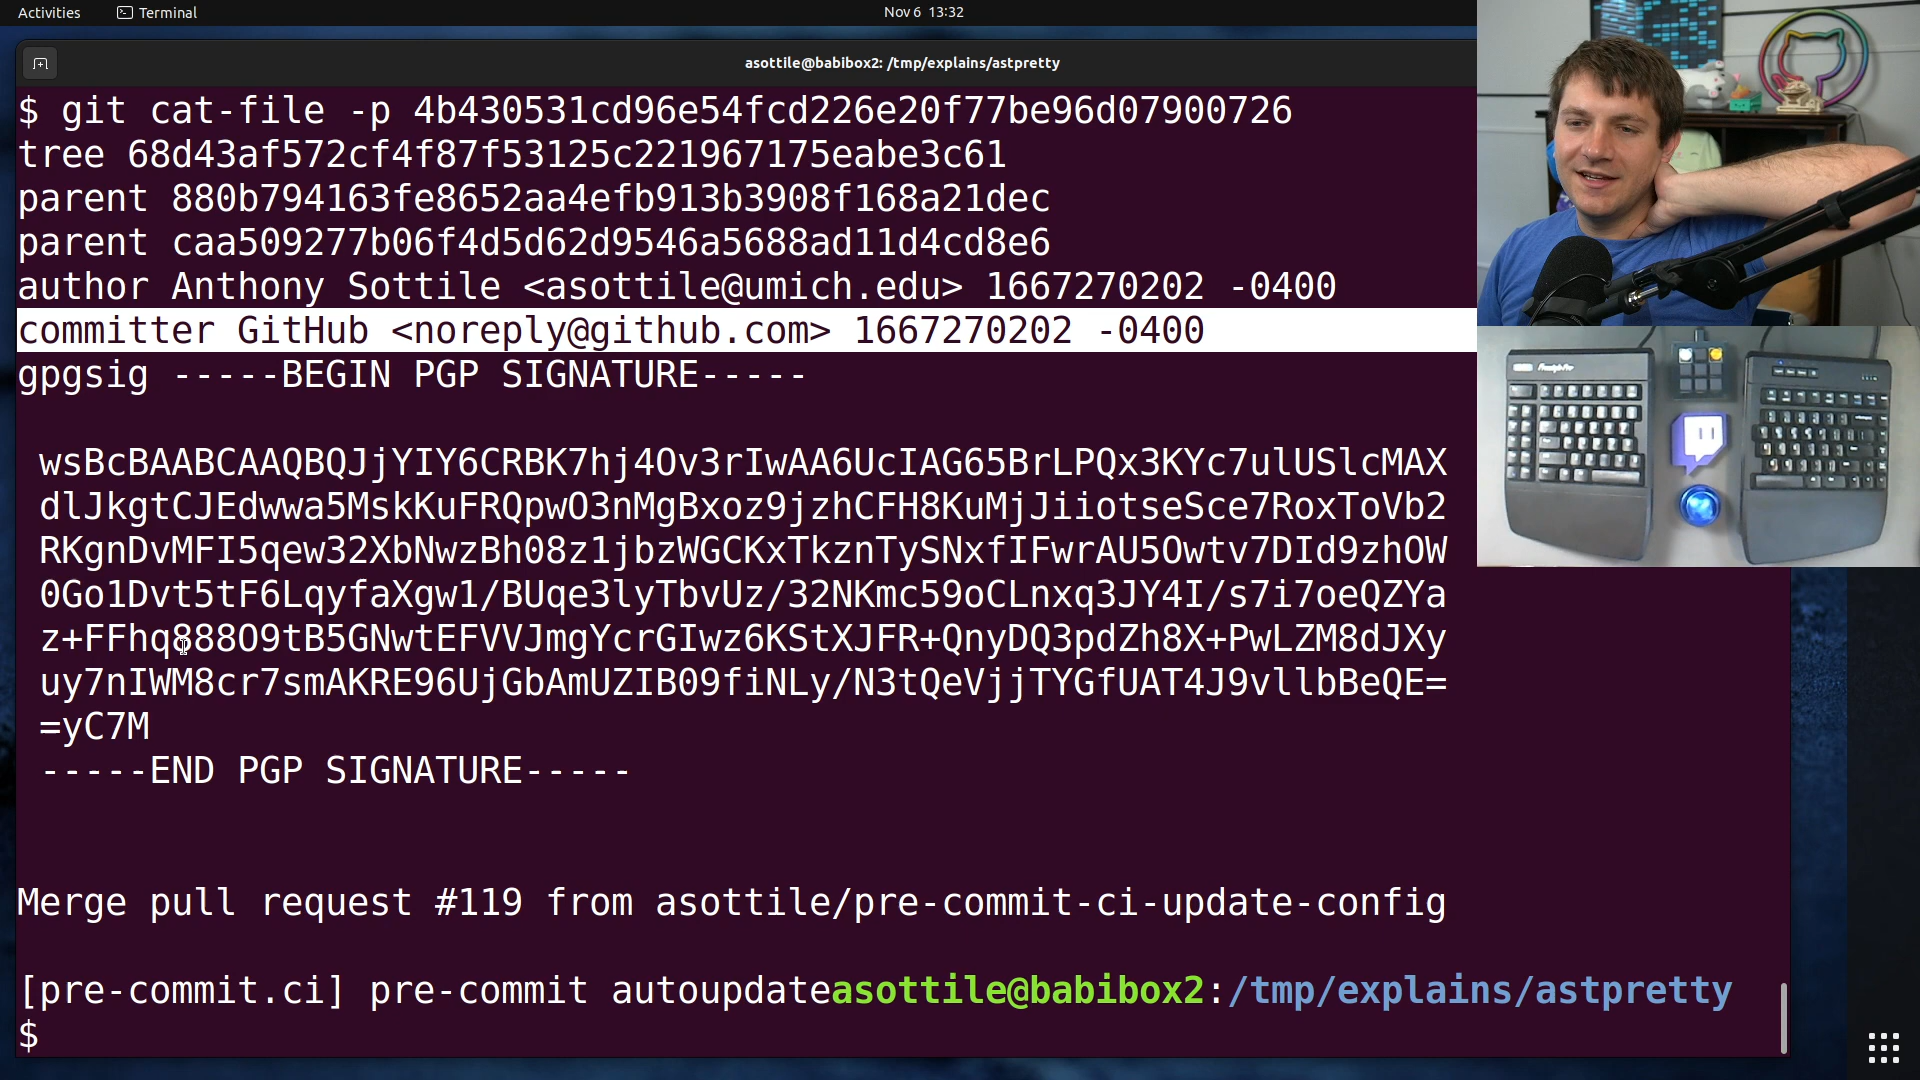 Activities
Terminal
Nov 6 13:32
asottile@babibox2: /tmp/explains/astpretty
$ git cat-file -p 4b430531cd96e54fcd226e20f77be96d07900726
tree 68d43af572cf4f87f53125c221967175eabe3c61
parent 880b794163fe8652aa4efb913b3908f168a21dec
parent caa509277b06f4d5d62d9546a5688ad11d4cd8e6
author Anthony Sottile <asottile@umich.edu> 1667270202 -0400
committer GitHub <noreply@github.com> 1667270202 -0400
gpgsig -----BEGIN PGP SIGNATURE-----
wsBcBAABCAAQBQJjYIY6CRBK7hj4Ov3rIwAA6UcIAG65BrLPQx3KYc7ulUSlcMAX
dlJkgtCJEdwwa5MskKuFRQpwO3nMgBxoz9jzhCFH8KuMjJiiotseSce7RoxToVb2
RKgnDvMFI5qew32XbNwzBh08z1jbzWGCKxTkznTySNxfIFwrAU5Owtv7DId9zhOW
0Go1Dvt5tF6LqyfaXgw1/BUqe3lyTbvUz/32NKmc59oCLnxq3JY4I/s7i7oeQZYa
z+FFhq888O9tB5GNwtEFVVJmgYcrGIwz6KStXJFR+QnyDQ3pdZh8X+PwLZM8dJXy
uy7nIWM8cr7smAKRE96UjGbAmUZIB09fiNLy/N3tQeVjjTYGfUAT4J9vllbBeQE=
=yC7M
-----END PGP SIGNATURE-----
Merge pull request #119 from asottile/pre-commit-ci-update-config
[pre-commit.ci] pre-commit autoupdateasottile@babibox2:/tmp/explains/astpretty
$